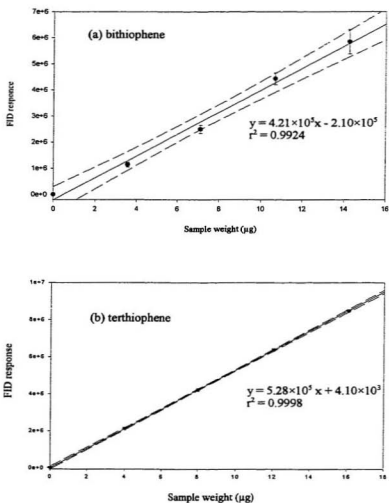 7e+6
(a) bithiophene
6e+6
5e+6
4e+6
3e+6
2e+6
1e+6
0e+0
FID response
y = 4.21×10⁵x - 2.10×10⁵
r² = 0.9924
0 2 4 6 8 10 12 14 16
Sample weight (µg)
1e+7
(b) terthiophene
8e+6
6e+6
4e+6
2e+6
0e+0
FID response
y = 5.28×10⁵ x + 4.10×10³
r² = 0.9998
0 2 4 6 8 10 12 14 16 18
Sample weight (µg)